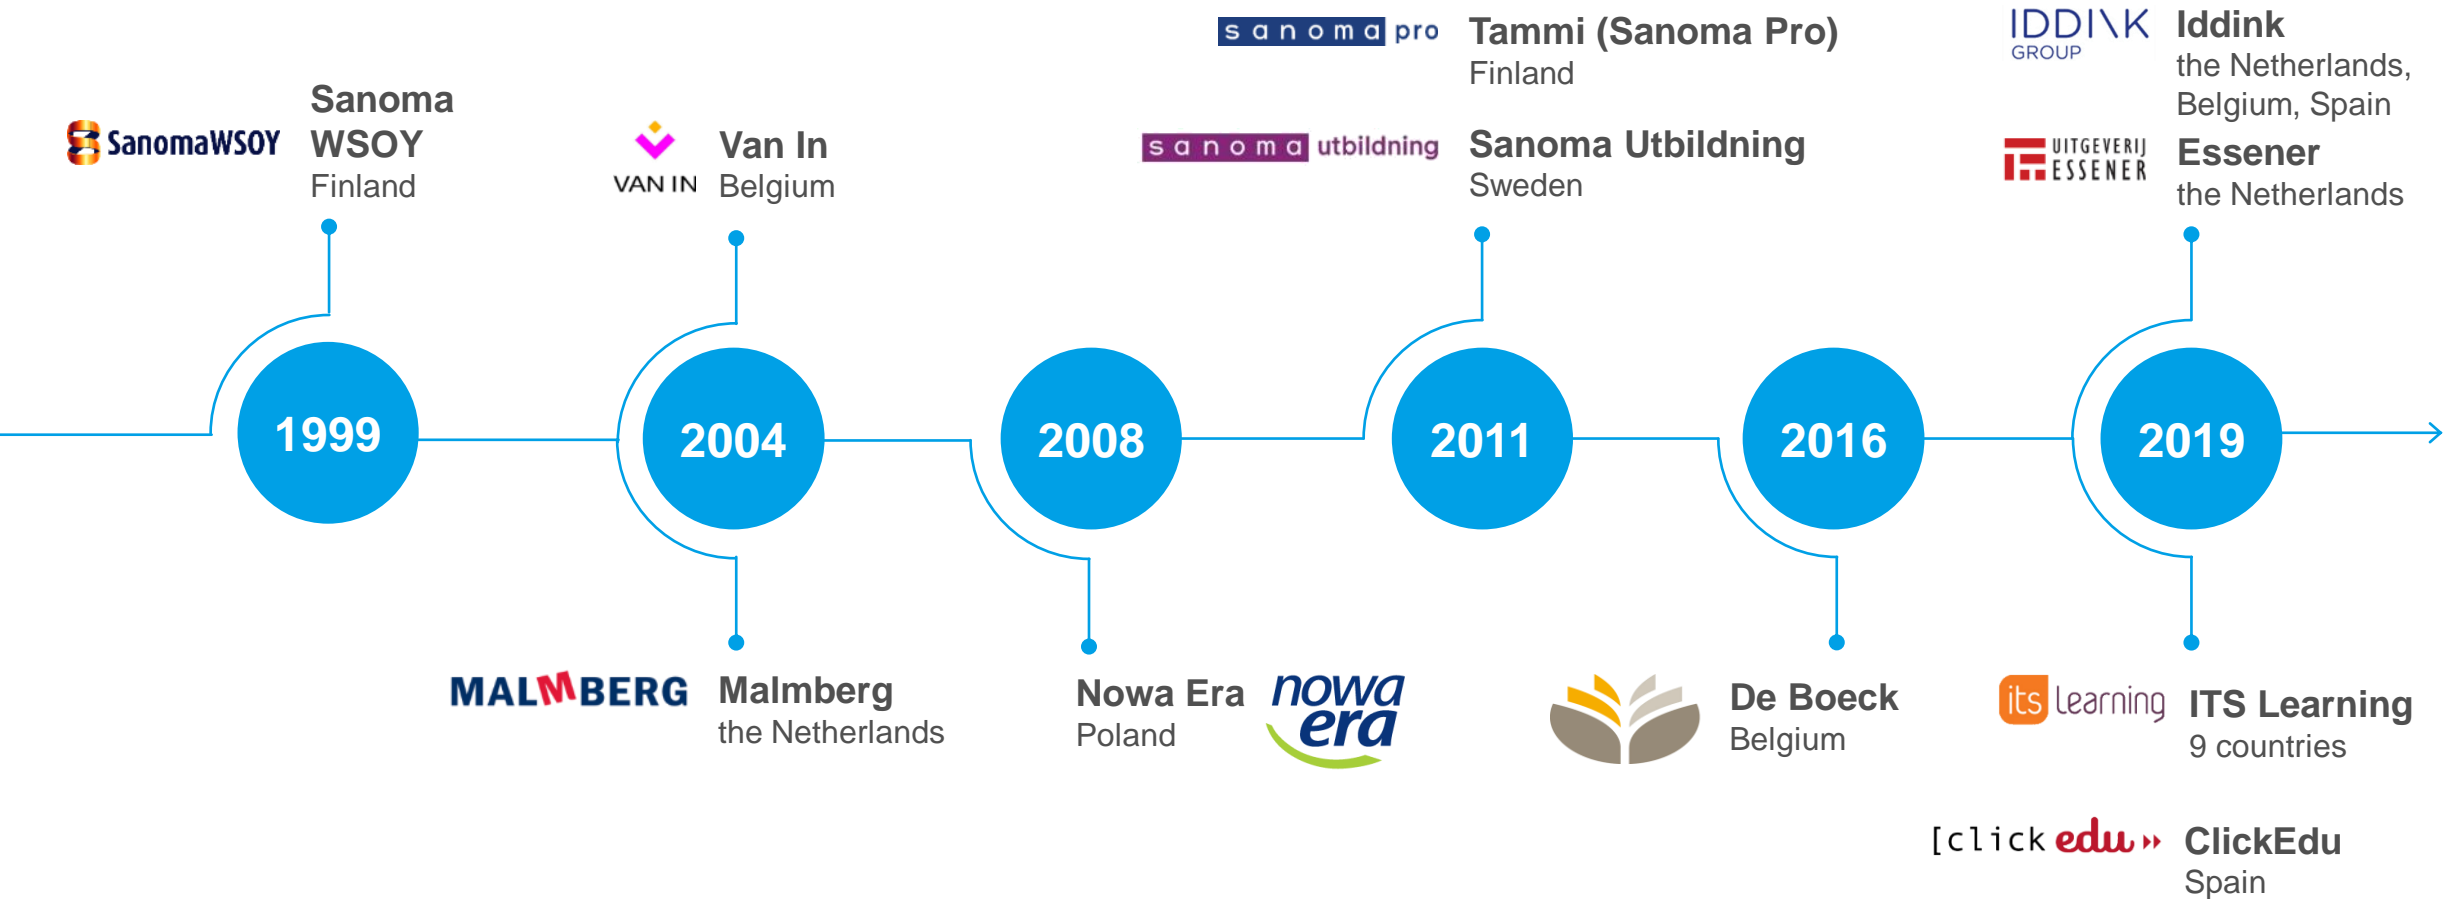 SanomaWSOY
Sanoma
WSOY
Finland
VAN IN
Van In
Belgium
sanoma pro
Tammi (Sanoma Pro)
Finland
sanoma utbildning
Sanoma Utbildning
Sweden
IDDINK
GROUP
Iddink
the Netherlands,
Belgium, Spain
UITGEVERIJ
ESSENER
Essener
the Netherlands
1999
2004
2008
2011
2016
2019
MALMBERG
Malmberg
the Netherlands
Nowa Era
Poland
nowa
era
De Boeck
Belgium
its learning
ITS Learning
9 countries
[click edu
ClickEdu
Spain